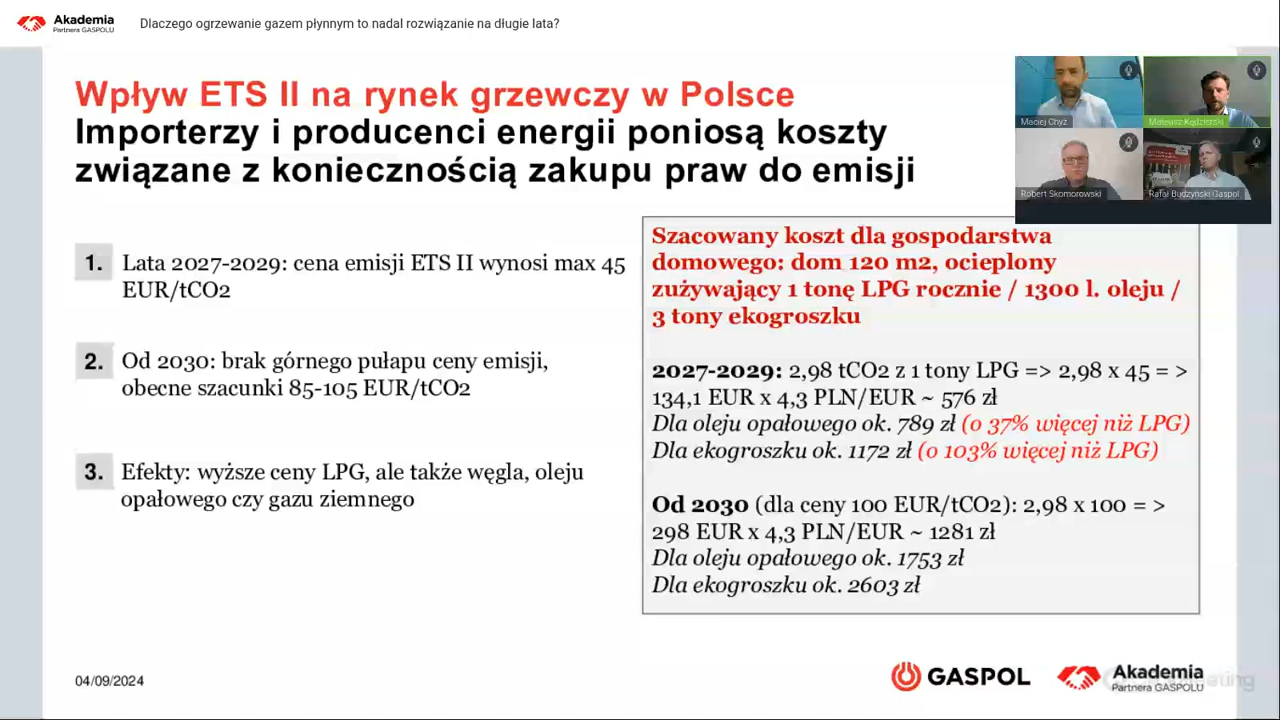 Akademia
Partnera GASPOLU
Dlaczego ogrzewanie gazem płynnym to nadal rozwiązanie na długie lata?
Wpływ ETS II na rynek grzewczy w Polsce
Importerzy i producenci energii poniosą koszty
związane z koniecznością zakupu praw do emisji
Maciej Chyż
Mateusz Kędzierski
Robert Skomorowski
Rafał Budzyński Gaspol
1. Lata 2027-2029: cena emisji ETS II wynosi max 45
EUR/tCO2
2. Od 2030: brak górnego pułapu ceny emisji,
obecne szacunki 85-105 EUR/tCO2
3. Efekty: wyższe ceny LPG, ale także węgla, oleju
opałowego czy gazu ziemnego
Szacowany koszt dla gospodarstwa
domowego: dom 120 m2, ocieplony
zużywający 1 tonę LPG rocznie / 1300 l. oleju /
3 tony ekogroszku
2027-2029: 2,98 tCO2 z 1 tony LPG => 2,98 x 45 = >
134,1 EUR x 4,3 PLN/EUR ~ 576 zł
Dla oleju opałowego ok. 789 zł (o 37% więcej niż LPG)
Dla ekogroszku ok. 1172 zł (o 103% więcej niż LPG)
Od 2030 (dla ceny 100 EUR/tCO2): 2,98 x 100 = >
298 EUR x 4,3 PLN/EUR ~ 1281 zł
Dla oleju opałowego ok. 1753 zł
Dla ekogroszku ok. 2603 zł
04/09/2024
GASPOL
Akademia
Partnera GASPOLU